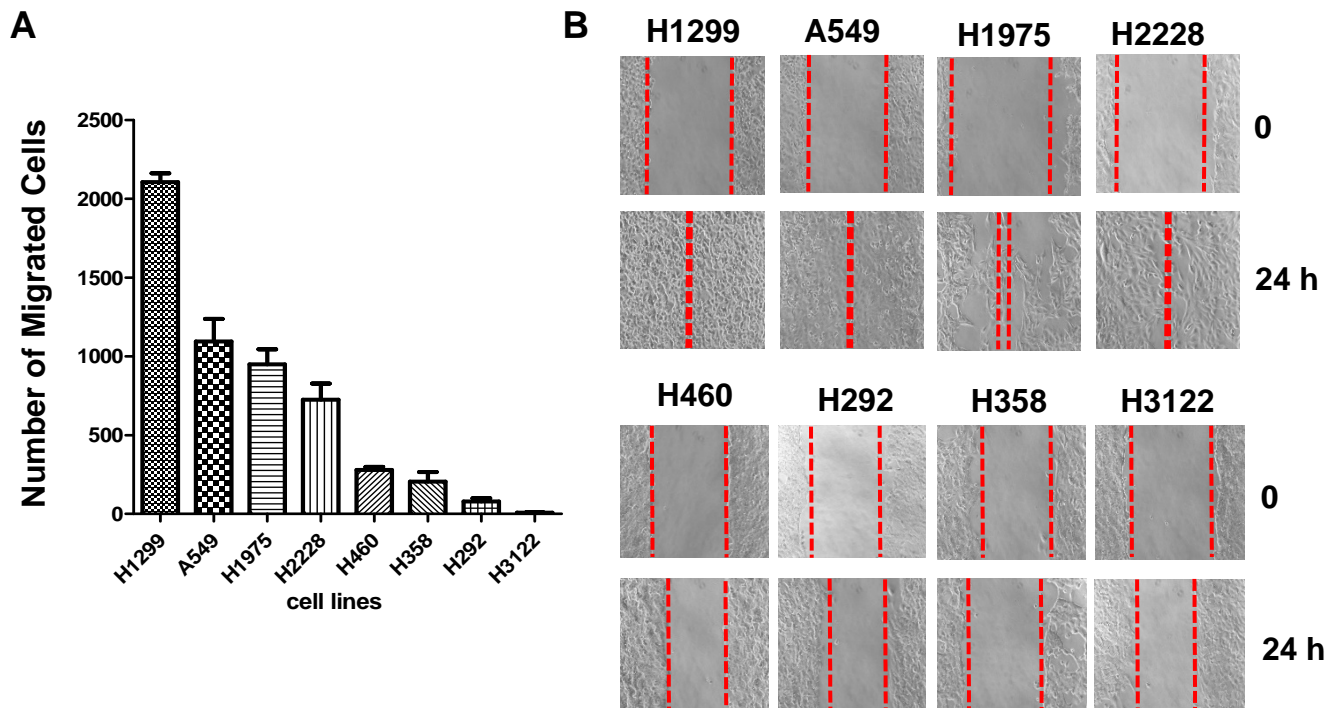 A
Number of Migrated Cells
2500
2000
1500
1000
500
0
H1299
A549
H1975
H2228
H460
H358
H292
H3122
cell lines
B
H1299 A549 H1975 H2228
0
24 h
H460 H292 H358 H3122
0
24 h